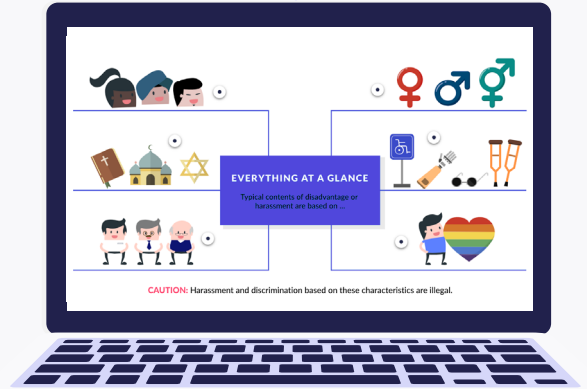 EVERYTHING AT A GLANCE
Typical contents of disadvantage or
harassment are based on ...
CAUTION: Harassment and discrimination based on these characteristics are illegal.